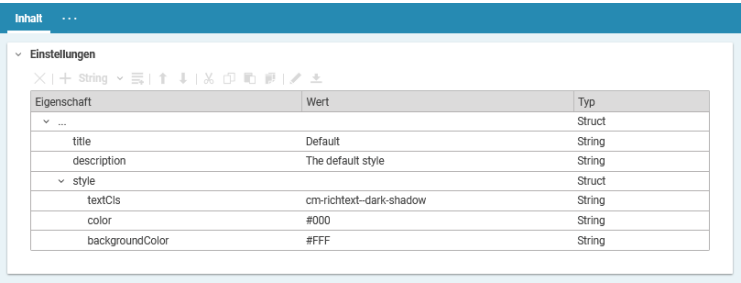 Inhalt ...
Einstellungen
String
Eigenschaft Wert Typ
... Struct
title Default String
description The default style String
style Struct
textCls cm-richtext--dark-shadow String
color #000 String
backgroundColor #FFF String